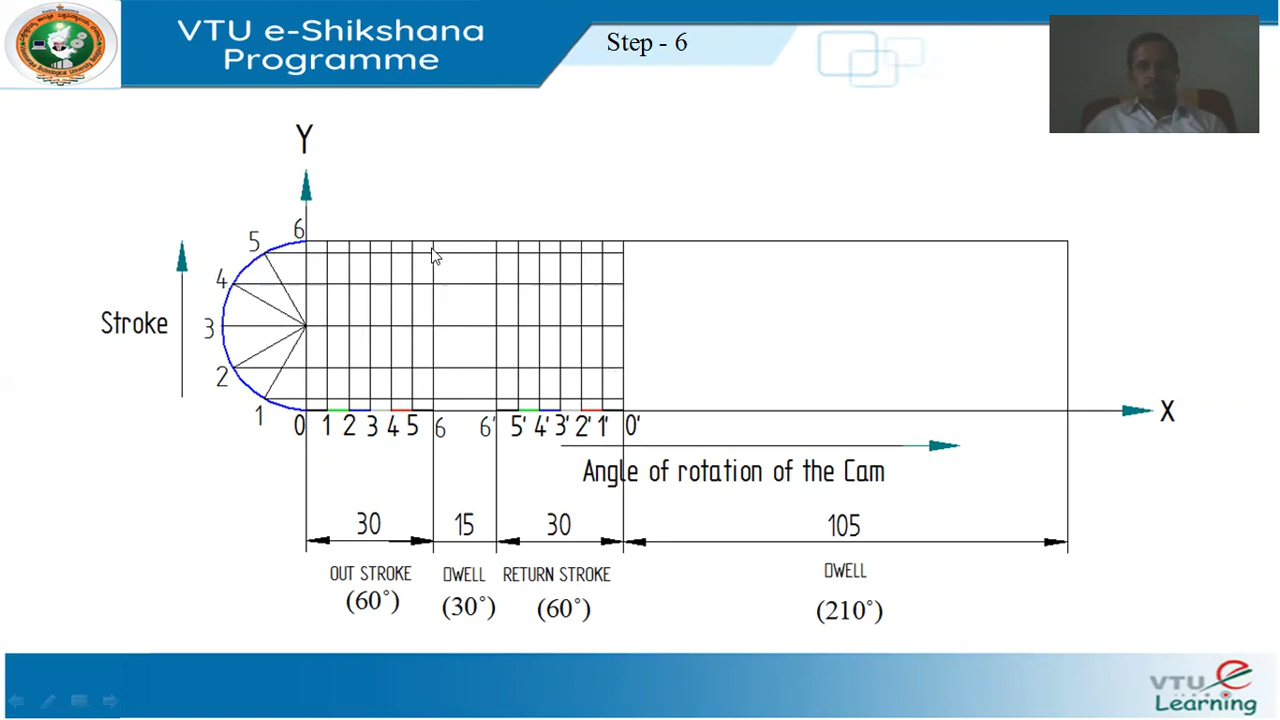 VTU e-Shikshana
Programme
Step - 6
Y
6
5
4
3
2
1
Stroke
0 1 2 3 4 5 6 6' 5' 4' 3' 2' 1' 0'
X
Angle of rotation of the Cam
30 15 30 105
OUT STROKE
(60°)
WELL
(30°)
RETURN STROKE
(60°)
WELL
(210°)
VTU e
Learning